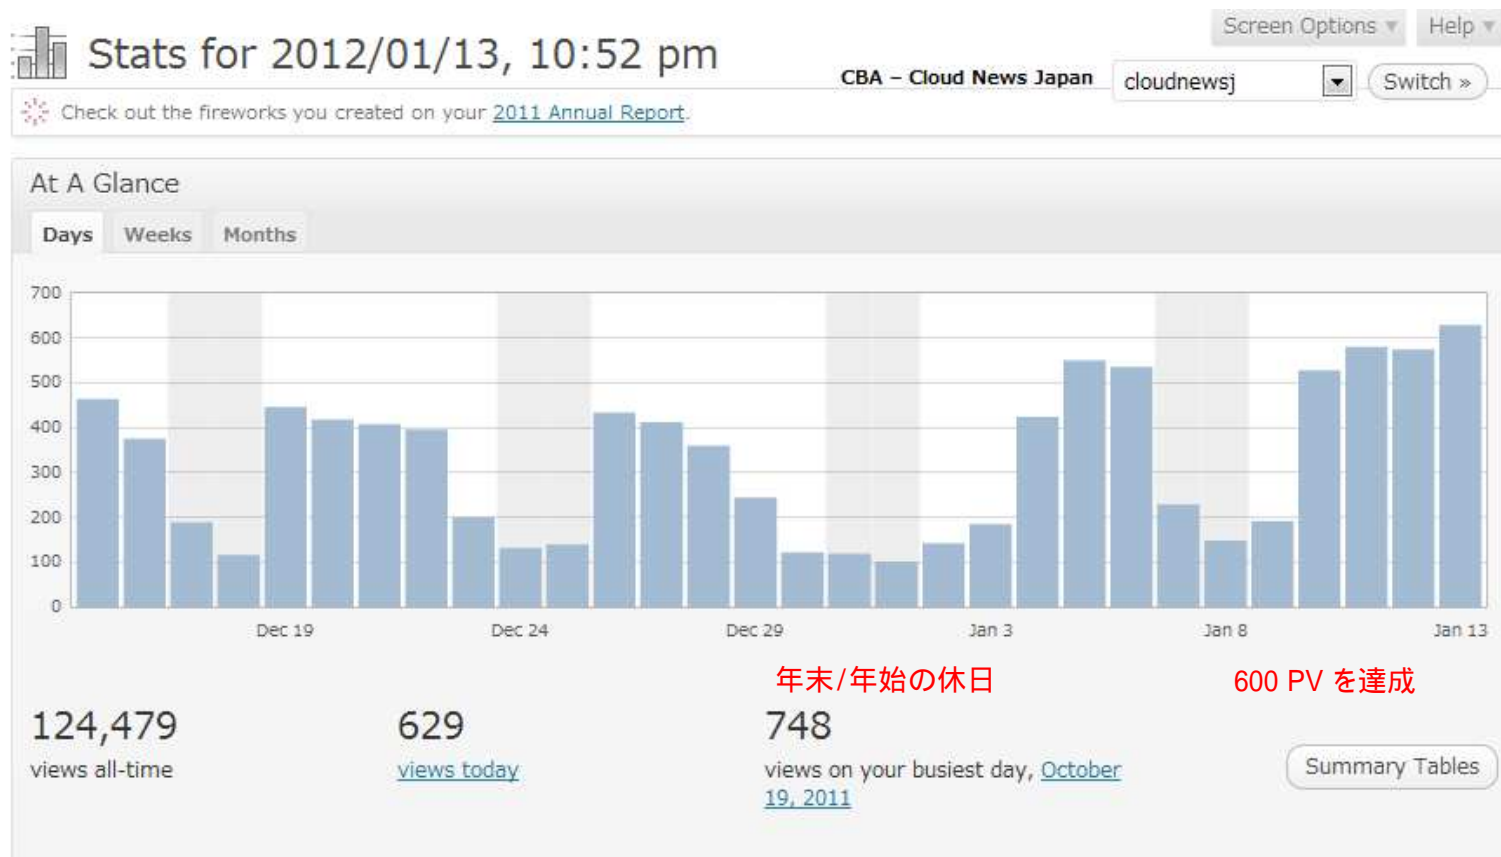 Screen Options Help
Stats for 2012/01/13, 10:52 pm
CBA – Cloud News Japan cloudnewsj Switch »
Check out the fireworks you created on your 2011 Annual Report.
At A Glance
Days Weeks Months
700
600
500
400
300
200
100
0
Dec 19 Dec 24 Dec 29 Jan 3 Jan 8 Jan 13
年末/年始の休日 600 PV を達成
124,479 629 748
views all-time views today views on your busiest day, October
19, 2011
Summary Tables